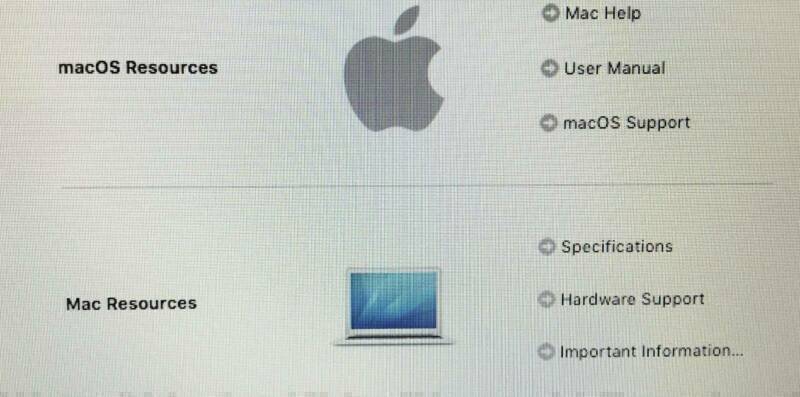 macOS Resources
Mac Help
User Manual
macOS Support
Mac Resources
Specifications
Hardware Support
Important Information...